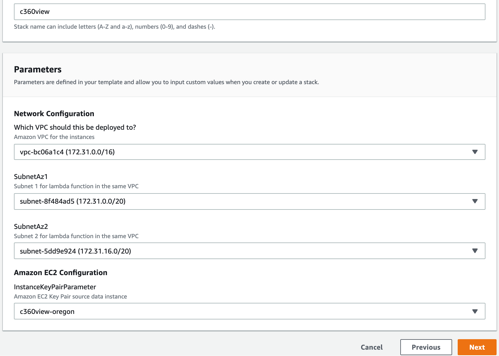 c360view
Stack name can include letters (A-Z and a-z), numbers (0-9), and dashes (-).
Parameters
Parameters are defined in your template and allow you to input custom values when you create or update a stack.
Network Configuration
Which VPC should this be deployed to?
Amazon VPC for the instances
vpc-bc06a1c4 (172.31.0.0/16)
SubnetAz1
Subnet 1 for lambda function in the same VPC
subnet-8f484ad5 (172.31.0.0/20)
SubnetAz2
Subnet 2 for lambda function in the same VPC
subnet-5dd9e924 (172.31.16.0/20)
Amazon EC2 Configuration
InstanceKeyPairParameter
Amazon EC2 Key Pair source data instance
c360view-oregon
Cancel Previous Next